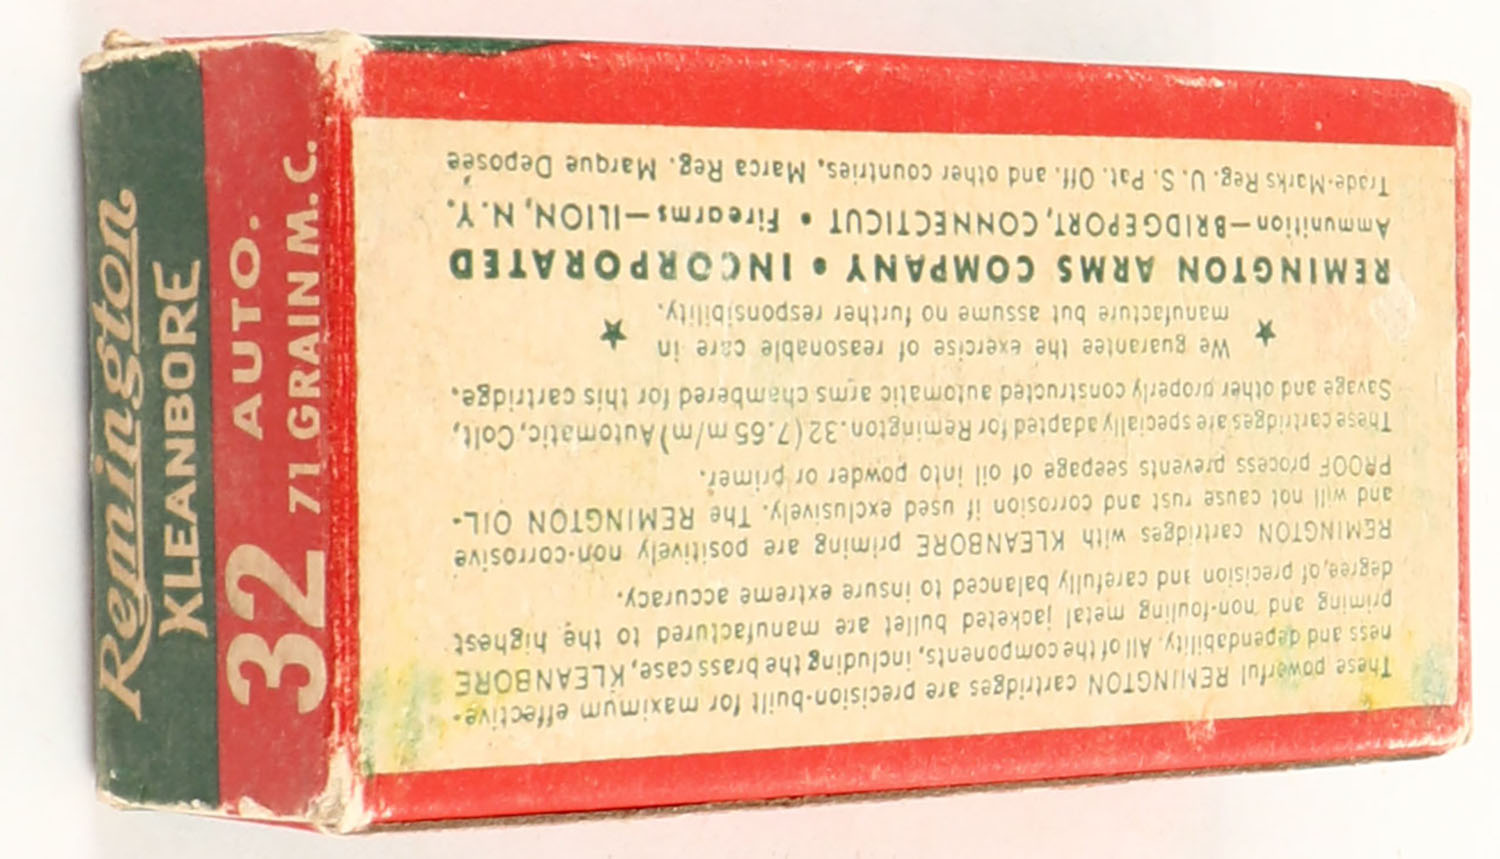 Remington
KLEANBORE
32 AUTO.
71 GRAIN M.C.
These powerful REMINGTON cartridges are precision-built for maximum effective-
ness and dependability. All of the components, including the brass case, KLEANBORE
priming and non-fouling metal jacketed bullet are manufactured to the highest
degree of precision and carefully balanced to insure extreme accuracy.
REMINGTON cartridges with KLEANBORE priming are positively non-corrosive
and will not cause rust and corrosion if used exclusively. The REMINGTON OIL-
PROOF process prevents seepage of oil into powder or primer.
These cartridges are specially adapted for Remington .32 (7.65 m/m) Automatic, Colt,
Savage and other properly constructed automatic arms chambered for this cartridge.
★ We guarantee the exercise of reasonable care in ★
manufacture but assume no further responsibility.
REMINGTON ARMS COMPANY • INCORPORATED
Ammunition—BRIDGEPORT, CONNECTICUT • Firearms—ILION, N.Y.
Trade-Marks Reg. U.S. Pat. Off. and other countries, Marca Reg. Marque Deposée